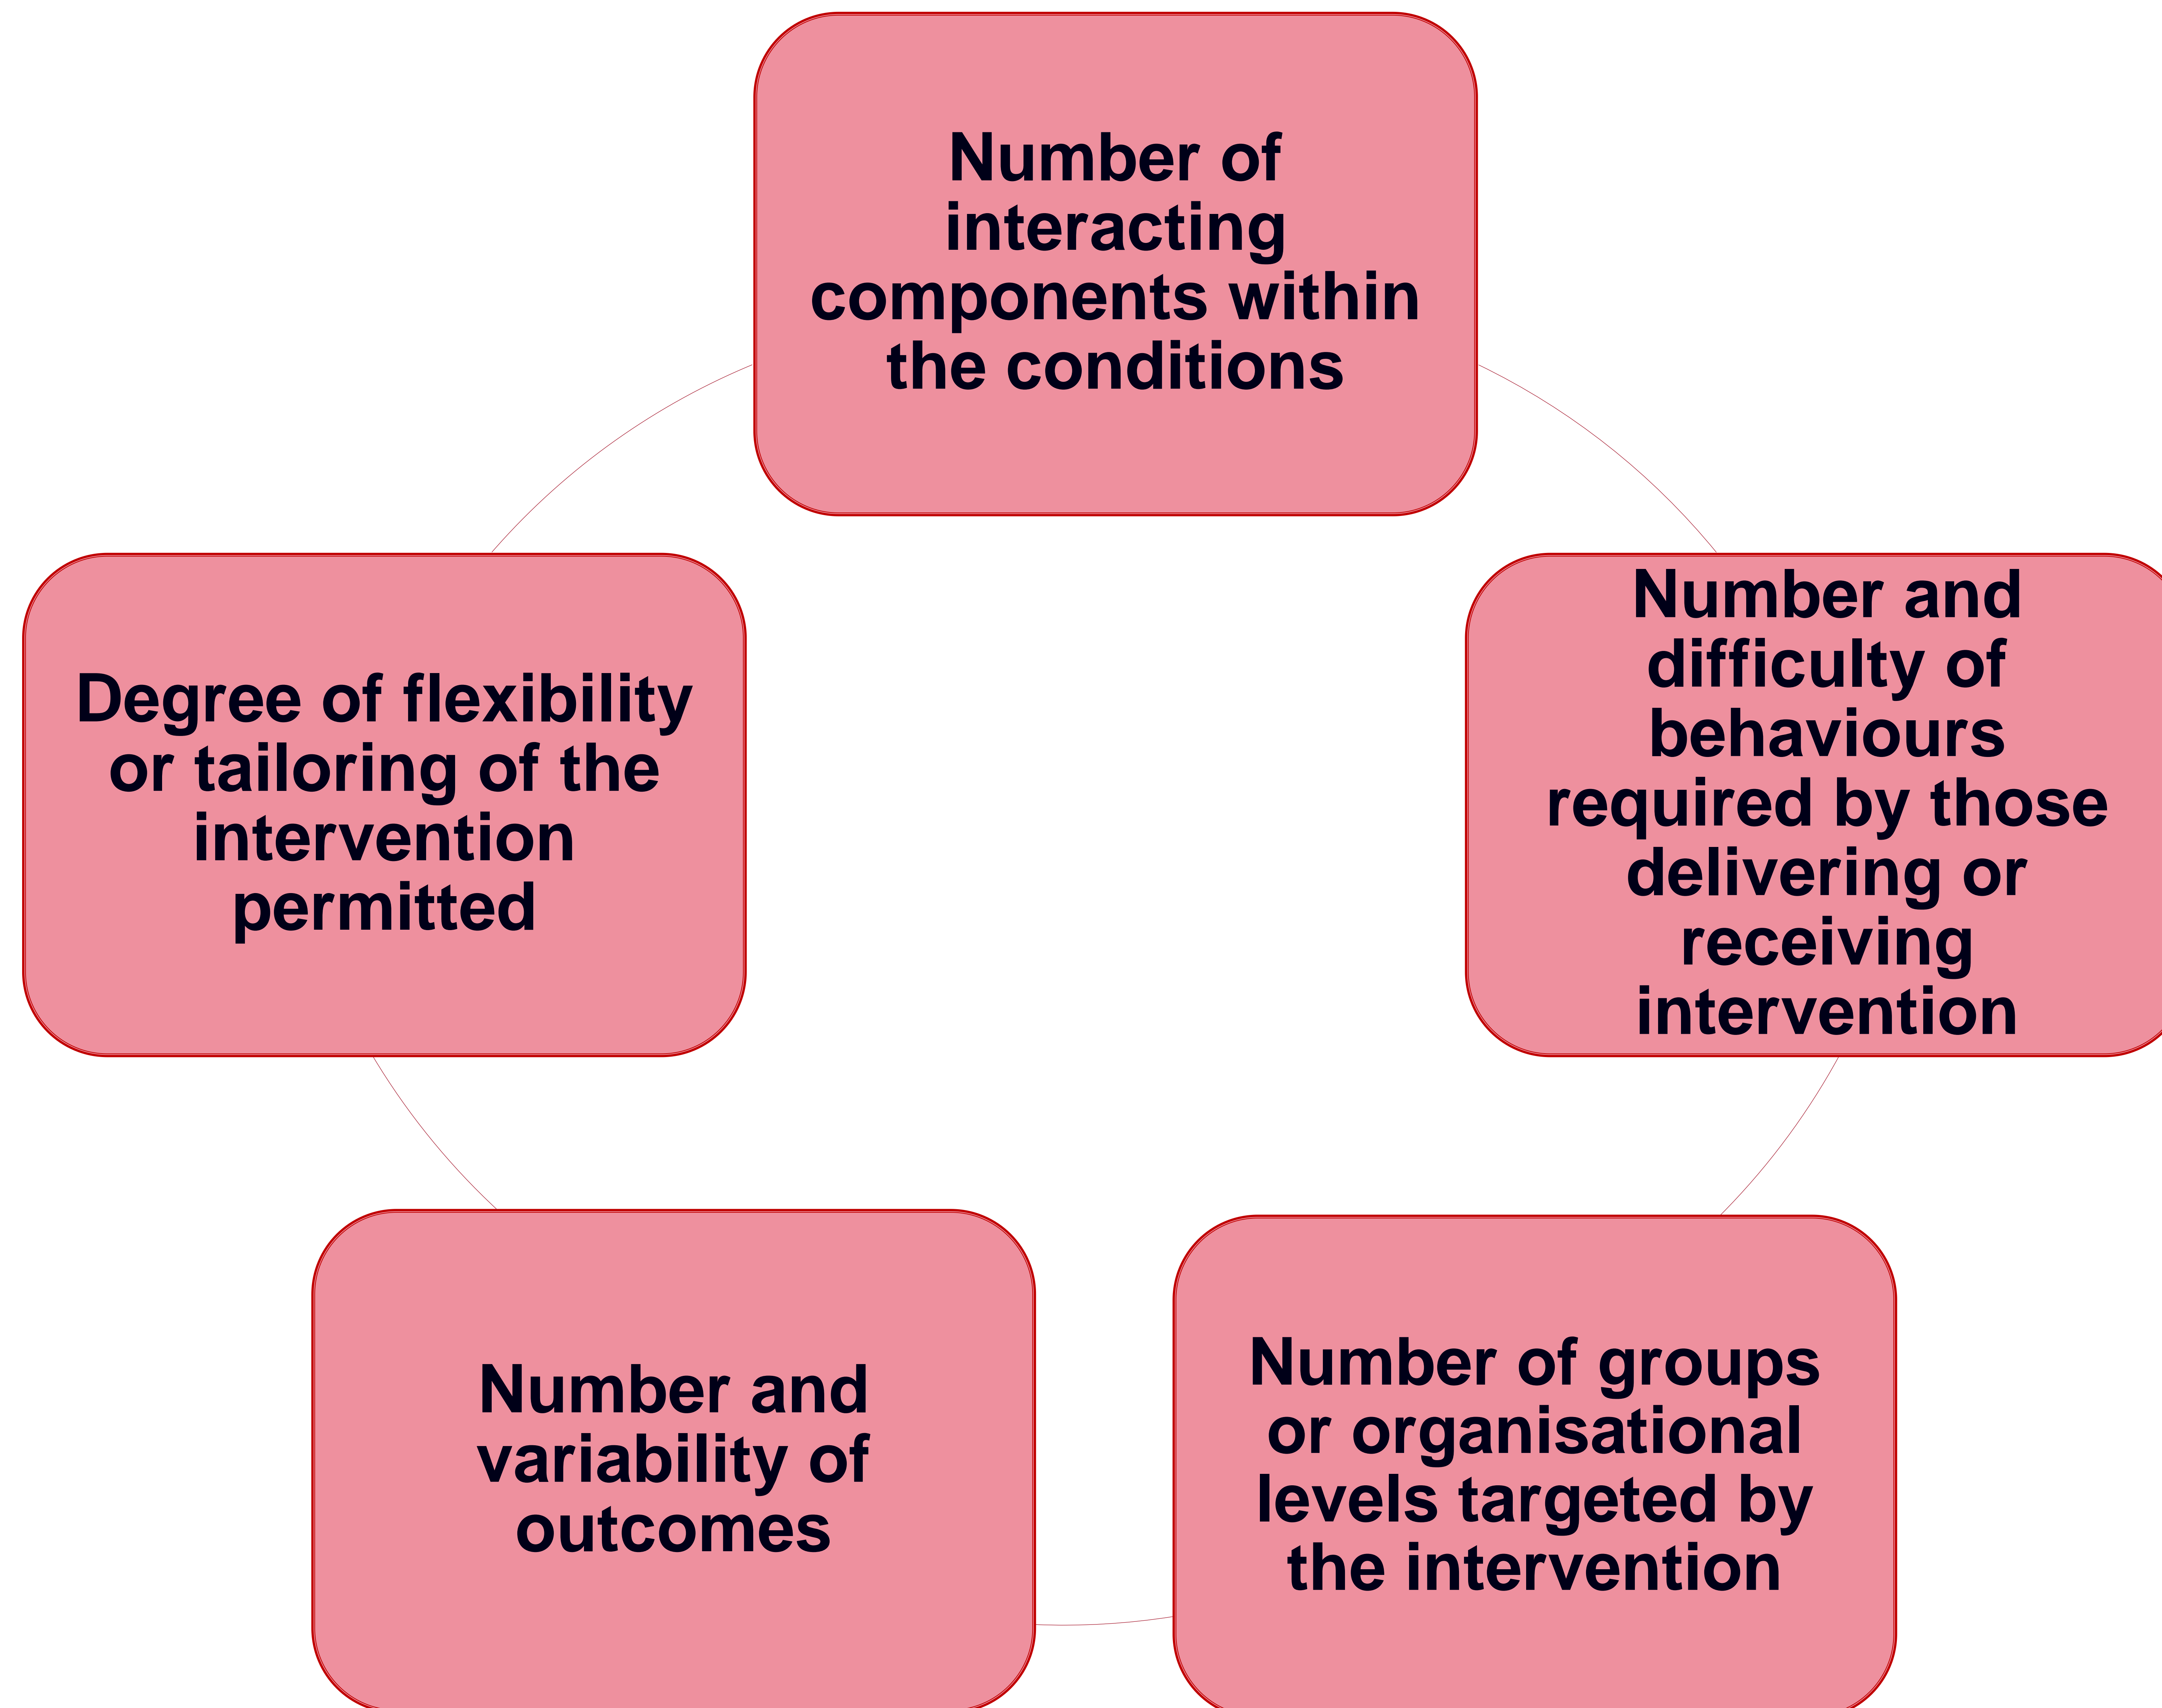 Number of
interacting
components within
the conditions
Number and
difficulty of
behaviours
required by those
delivering or
receiving
intervention
Number of groups
or organisational
levels targeted by
the intervention
Number and
variability of
outcomes
Degree of flexibility
or tailoring of the
intervention
permitted